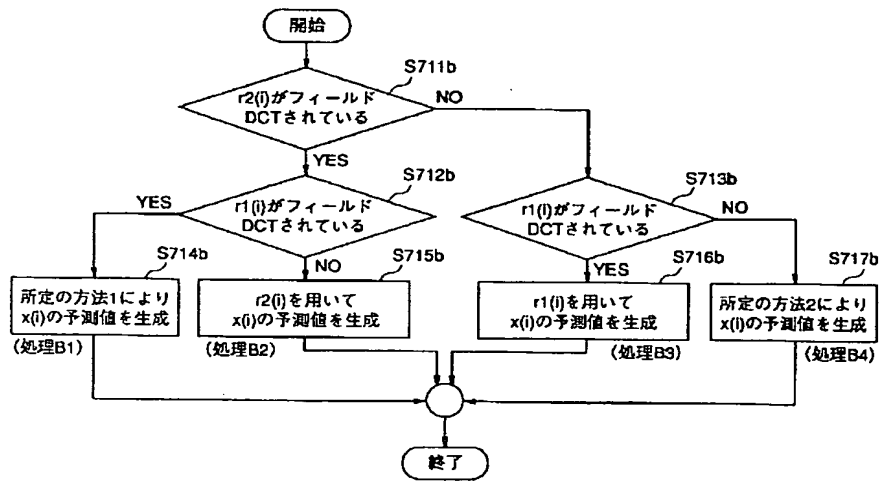 開始
S711b
r2(i)がフィールド
DCTされている
NO
YES
S712b
r1(i)がフィールド
DCTされている
YES
NO
S713b
r1(i)がフィールド
DCTされている
NO
YES
S714b
所定の方法1により
x(i)の予測値を生成
(処理B1)
S715b
r2(i)を用いて
x(i)の予測値を生成
(処理B2)
S716b
r1(i)を用いて
x(i)の予測値を生成
(処理B3)
S717b
所定の方法2により
x(i)の予測値を生成
(処理B4)
終了